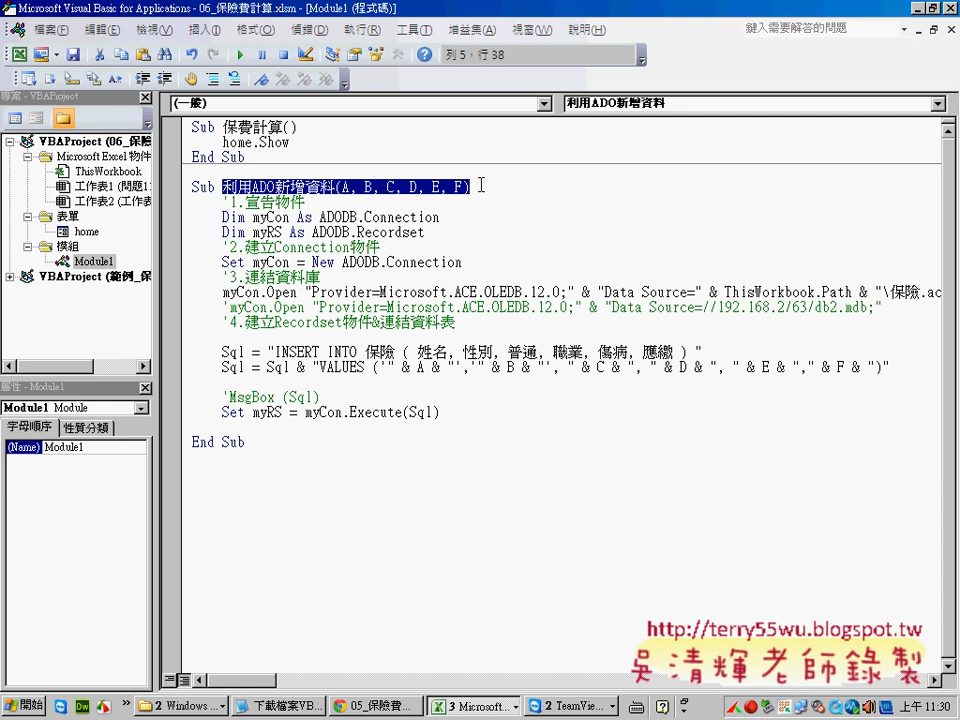 Microsoft Visual Basic for Applications - 06_保險費計算.xlsm - [Module1 (程式碼)]
檔案(F) 編輯(E) 檢視(V) 插入(I) 格式(O) 偵錯(D) 執行(R) 工具(T) 增益集(A) 視窗(W) 說明(H) 鍵入需要解答的問題
列 5，行 38
專案 - VBAProject
(一般) 利用ADO新增資料
VBAProject (06_保險
Microsoft Excel 物件
ThisWorkbook
工作表1 (問題1
工作表2 (工作表
表單
home
模組
Module1
VBAProject (範例_保
屬性 - Module1
Module1 Module
字母順序 性質分類
(Name) Module1
Sub 保費計算()
home.Show
End Sub
Sub 利用ADO新增資料(A, B, C, D, E, F)
'1.宣告物件
Dim myCon As ADODB.Connection
Dim myRS As ADODB.Recordset
'2.建立Connection物件
Set myCon = New ADODB.Connection
'3.連結資料庫
myCon.Open "Provider=Microsoft.ACE.OLEDB.12.0;" & "Data Source=" & ThisWorkbook.Path & "\保險.ac
'myCon.Open "Provider=Microsoft.ACE.OLEDB.12.0;" & "Data Source=//192.168.2/63/db2.mdb;"
'4.建立Recordset物件&連結資料表
Sql = "INSERT INTO 保險 ( 姓名, 性別, 普通, 職業, 傷病, 應繳 ) "
Sql = Sql & "VALUES ('" & A & "','" & B & "', " & C & ", " & D & ", " & E & "," & F & ")"
'MsgBox (Sql)
Set myRS = myCon.Execute(Sql)
End Sub
http://terry55wu.blogspot.tw
吳清輝老師錄製
開始 2 Windows ... 下載檔案VB... 05_保險費... 3 Microsoft... 2 TeamVie... 上午 11:30